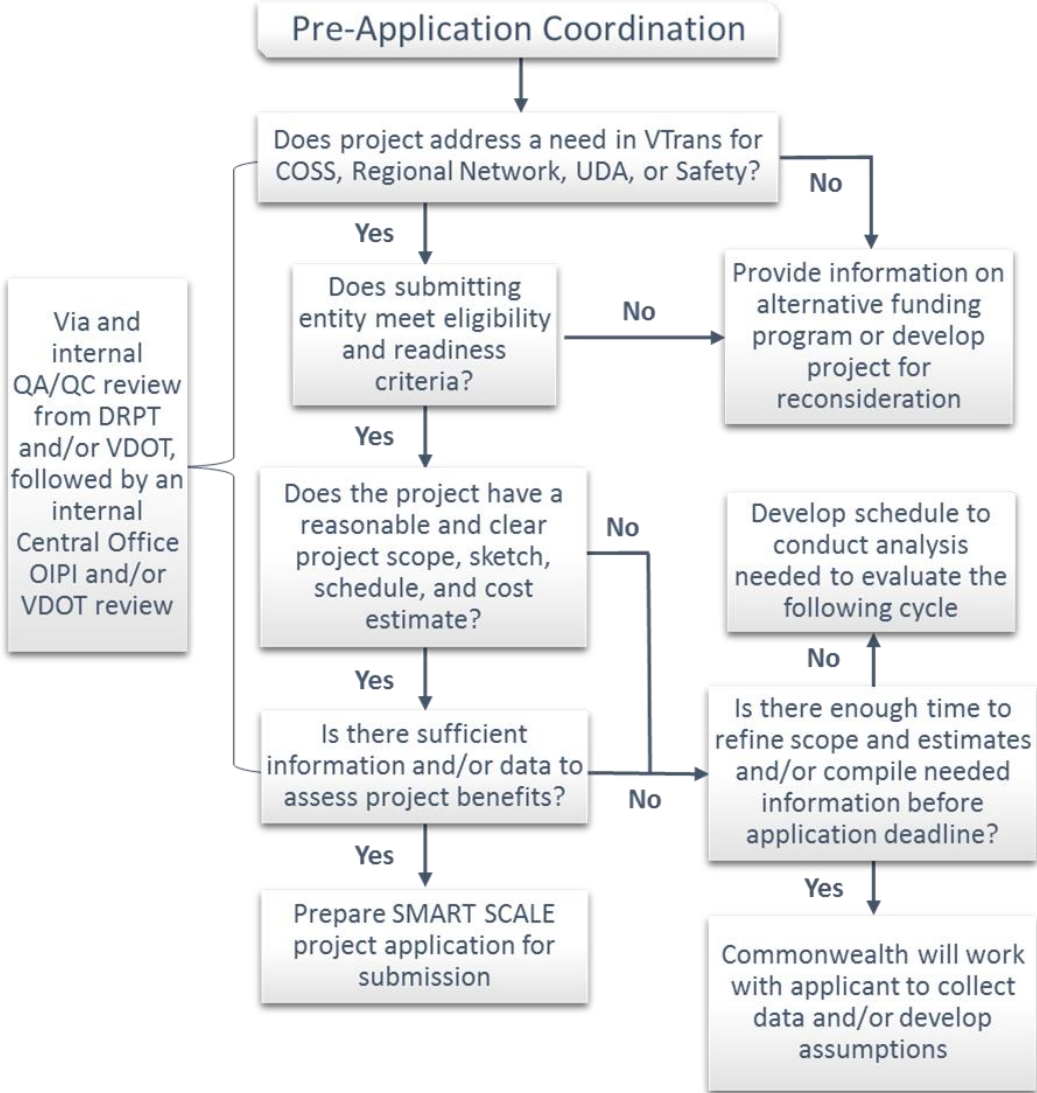 Pre-Application Coordination
Does project address a need in VTrans for
COSS, Regional Network, UDA, or Safety?
No
Yes
Does submitting
entity meet eligibility
and readiness
criteria?
No
Provide information on
alternative funding
program or develop
project for
reconsideration
Via and
internal
QA/QC review
from DRPT
and/or VDOT,
followed by an
internal
Central Office
OIPI and/or
VDOT review
Yes
Does the project have a
reasonable and clear
project scope, sketch,
schedule, and cost
estimate?
No
Develop schedule to
conduct analysis
needed to evaluate the
following cycle
No
Yes
Is there sufficient
information and/or data to
assess project benefits?
No
Is there enough time to
refine scope and estimates
and/or compile needed
information before
application deadline?
Yes
Prepare SMART SCALE
project application for
submission
Yes
Commonwealth will work
with applicant to collect
data and/or develop
assumptions